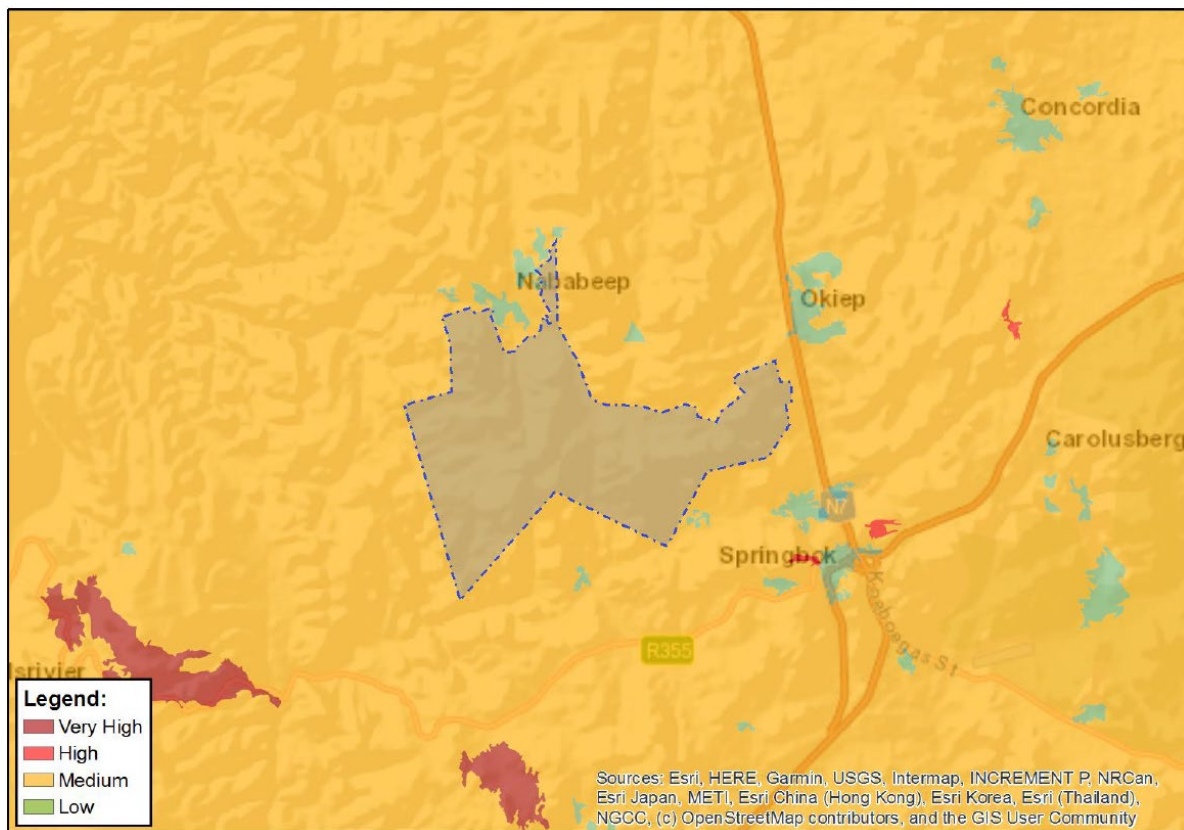 Concordia
Nababeep
Okiep
Carolusberg
N7
Springbok
Kaeboegas St
R355
lsrivier
Legend:
Very High
High
Medium
Low
Sources: Esri, HERE, Garmin, USGS, Intermap, INCREMENT P, NRCan,
Esri Japan, METI, Esri China (Hong Kong), Esri Korea, Esri (Thailand),
NGCC, (c) OpenStreetMap contributors, and the GIS User Community